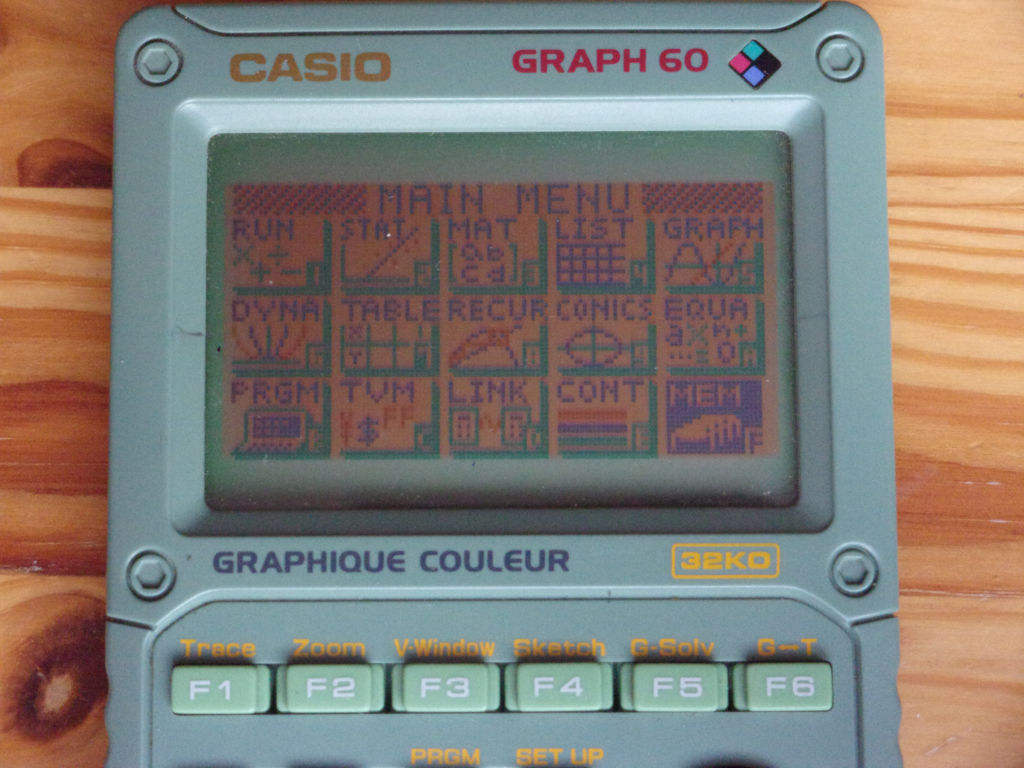 CASIO GRAPH 60
MAIN MENU
RUN STAT MAT LIST GRAPH
DYNA TABLE RECUR CONICS EQUA
PRGM TVM LINK CONT MEM
GRAPHIQUE COULEUR 32KO
Trace Zoom V-Window Sketch G-Solv G↔T
F1 F2 F3 F4 F5 F6
PRGM SET UP